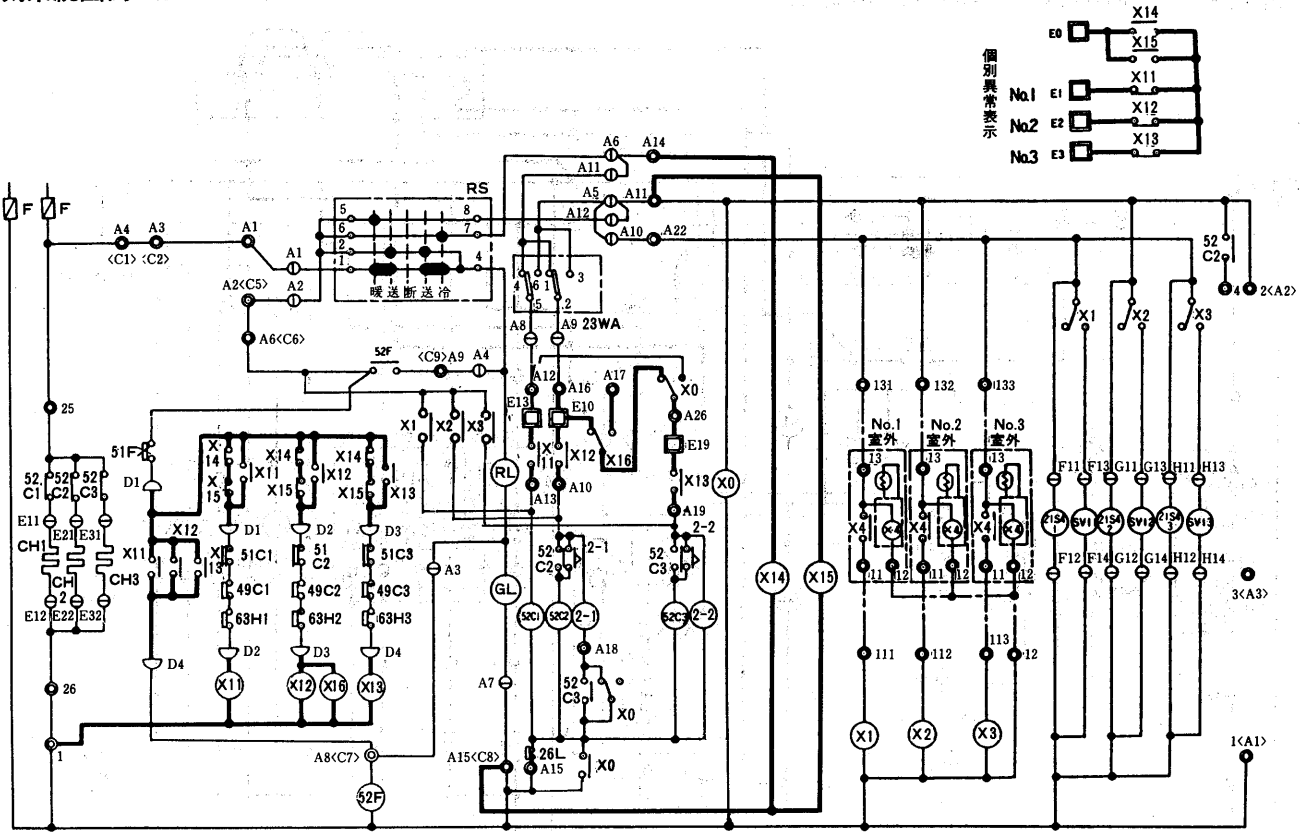 X14
E0
X15
個別異常表示
No.1 E1 X11
No.2 E2 X12
No.3 E3 X13
A6 A14
A11
F F
RS
5 8
6 7
2
1 4
暖送断送冷
A5 A11
A12
A10 A22
A4 A3 A1
<C1> <C2>
A1
A2<C5> A2
A6<C6>
4 6 1 3
5 2
23WA
A8 A9
52
C2
4 2<A2>
X1 X2 X3
52F <C9>A9 A4
A12 A16 A17
X0
E13 E10
A26
E19
X1 X2 X3
X11 X12 X16
X13
A13 A10
A19
131 132 133
No.1 No.2 No.3
室外 室外 室外
13 13 13
X4 X4 X4 X4 X4 X4
11 12 11 12 11 12
25
51F
D1
X14 X14 X14
X15 X11 X15 X12 X15 X13
RL
X0
52 52 52
C1 C2 C3
E11 E21 E31
CH1 CH2 CH3
E12 E22 E32
X11 X12 X13
D1 D2 D3
51C1 51C2 51C3
49C1 49C2 49C3
63H1 63H2 63H3
D2 D3 D4
D4
X11 X12 X16 X13
A3
52
C2 2-1
52
C3 2-2
GL
52C1 52C2 2-1 52C3 2-2
X14 X15
F11 F13 G11 G13 H11 H13
21S4
1
SV11
21S4
2
SV12
21S4
3
SV13
F12 F14 G12 G14 H12 H14
3<A3>
A18
52
C3
X0
A7
26
1
A8<C7>
52F
A15<C8>
26L
A15
X0
111 112 113 12
X1 X2 X3
1<A1>